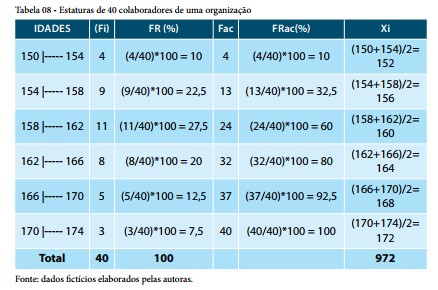 Tabela 08 - Estaturas de 40 colaboradores de uma organização
IDADES (Fi) FR (%) Fac FRac(%) Xi
150 |----- 154 4 (4/40)*100 = 10 4 (4/40)*100 = 10 (150+154)/2= 152
154 |----- 158 9 (9/40)*100 = 22,5 13 (13/40)*100 = 32,5 (154+158)/2= 156
158 |----- 162 11 (11/40)*100 = 27,5 24 (24/40)*100 = 60 (158+162)/2= 160
162 |----- 166 8 (8/40)*100 = 20 32 (32/40)*100 = 80 (162+166)/2= 164
166 |----- 170 5 (5/40)*100 = 12,5 37 (37/40)*100 = 92,5 (166+170)/2= 168
170 |----- 174 3 (3/40)*100 = 7,5 40 (40/40)*100 = 100 (170+174)/2= 172
Total 40 100 972
Fonte: dados fictícios elaborados pelas autoras.